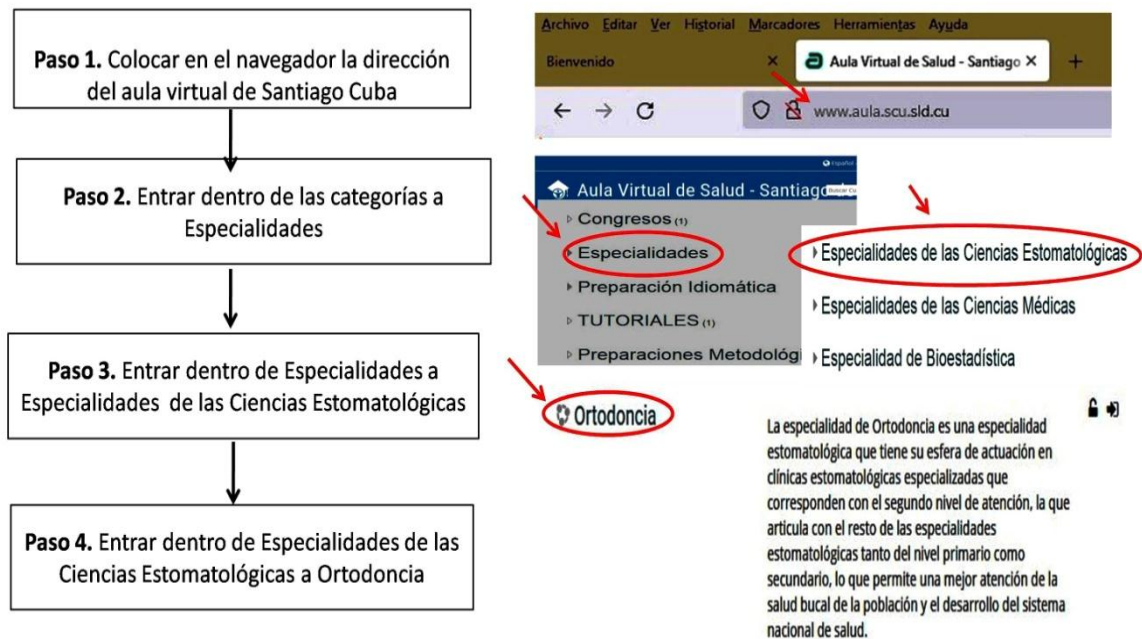 Paso 1. Colocar en el navegador la dirección
del aula virtual de Santiago Cuba
Paso 2. Entrar dentro de las categorías a
Especialidades
Paso 3. Entrar dentro de Especialidades a
Especialidades de las Ciencias Estomatológicas
Paso 4. Entrar dentro de Especialidades de las
Ciencias Estomatológicas a Ortodoncia
Archivo Editar Ver Historial Marcadores Herramientas Ayuda
Bienvenido
Aula Virtual de Salud - Santiago
www.aula.scu.sld.cu
Español
Aula Virtual de Salud - Santiago
Buscar
Congresos (1)
Especialidades
Preparación Idiomática
TUTORIALES (1)
Preparaciones Metodológi
Especialidades de las Ciencias Estomatológicas
Especialidades de las Ciencias Médicas
Especialidad de Bioestadística
Ortodoncia
La especialidad de Ortodoncia es una especialidad
estomatológica que tiene su esfera de actuación en
clínicas estomatológicas especializadas que
corresponden con el segundo nivel de atención, la que
articula con el resto de las especialidades
estomatológicas tanto del nivel primario como
secundario, lo que permite una mejor atención de la
salud bucal de la población y el desarrollo del sistema
nacional de salud.